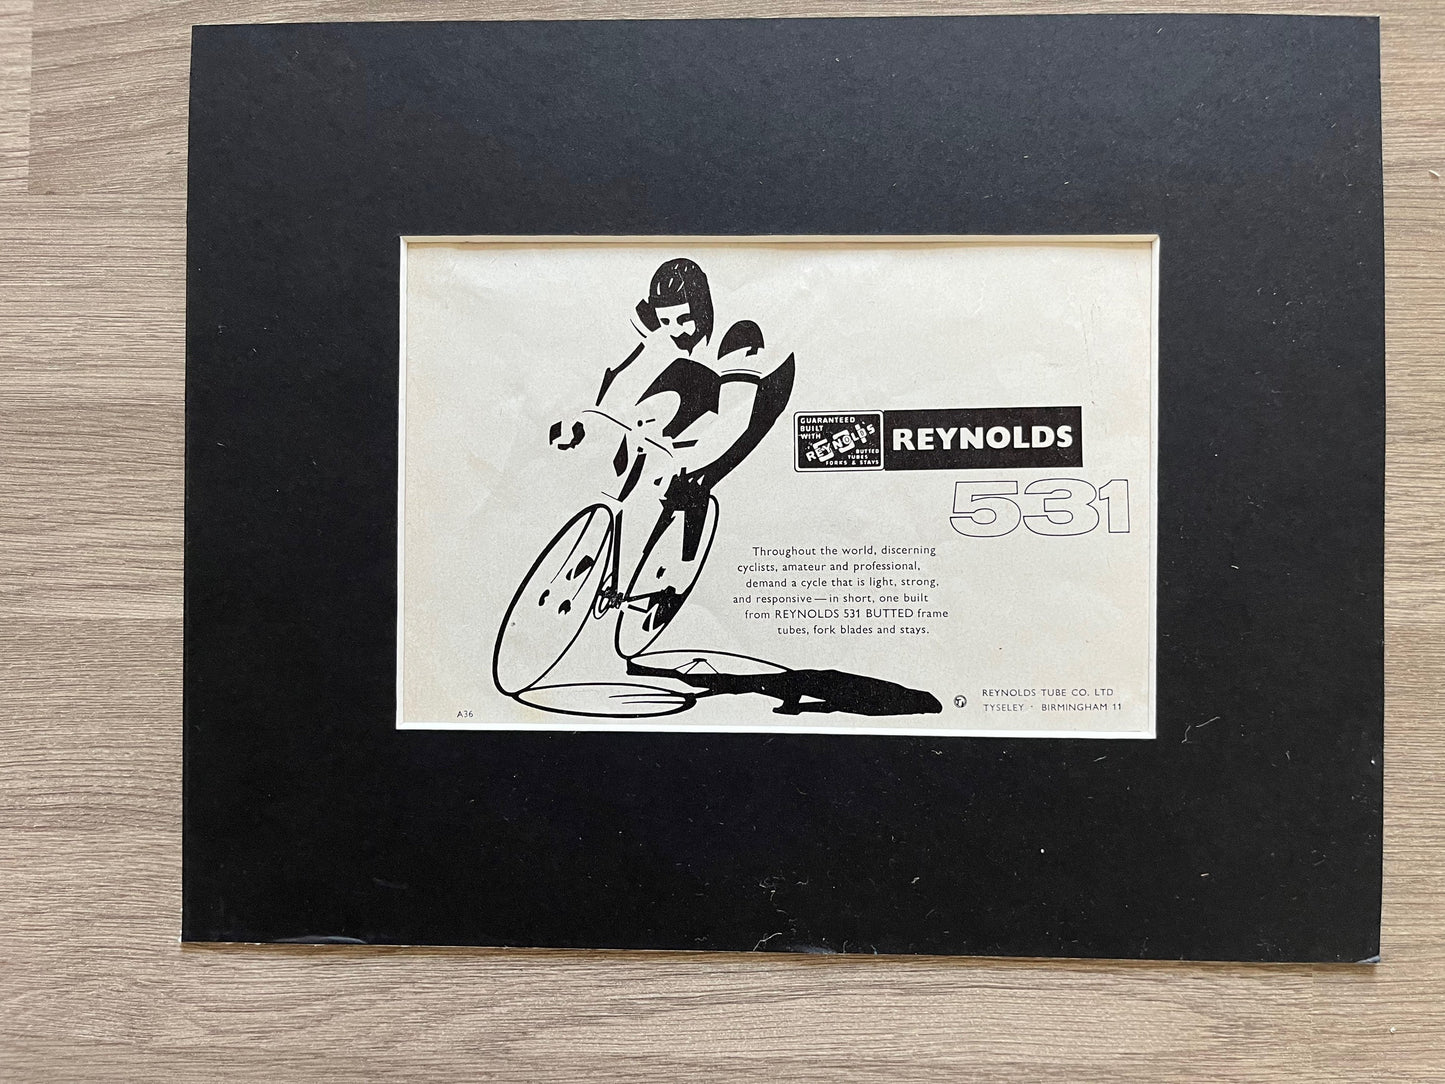 GUARANTEED
BUILT
WITH
REYNOLDS
531
BUTTED
TUBES
FORKS & STAYS
REYNOLDS
531
Throughout the world, discerning
cyclists, amateur and professional,
demand a cycle that is light, strong,
and responsive — in short, one built
from REYNOLDS 531 BUTTED frame
tubes, fork blades and stays.
REYNOLDS TUBE CO. LTD
TYSELEY · BIRMINGHAM 11
A36